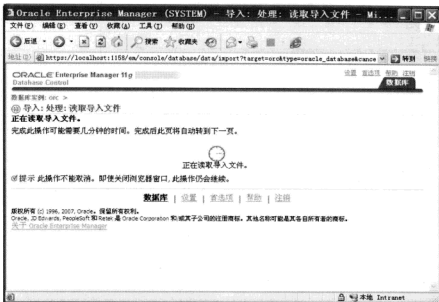 Oracle Enterprise Manager (SYSTEM) - 导入: 处理: 读取导入文件 - Mi...
文件(F) 编辑(E) 查看(V) 收藏(A) 工具(T) 帮助(H)
后退 搜索 收藏夹
地址(D) https://localhost:1158/em/console/database/data/import?target=orc&type=oracle_database&cance 转到 链接
ORACLE Enterprise Manager 11g
Database Control
设置 首选项 帮助 注销
数据库
数据库实例: orc >
导入: 处理: 读取导入文件
正在读取导入文件。
完成此操作可能需要几分钟的时间。完成后此页将自动转到下一页。
正在读取导入文件。
提示 此操作不能取消。即使关闭浏览器窗口, 此操作仍会继续。
数据库 | 设置 | 首选项 | 帮助 | 注销
版权所有 (c) 1996, 2007, Oracle。保留所有权利。
Oracle, JD Edwards, PeopleSoft 和 Retek 是 Oracle Corporation 和/或其子公司的注册商标。其他名称可能是其各自所有者的商标。
关于 Oracle Enterprise Manager
本地 Intranet